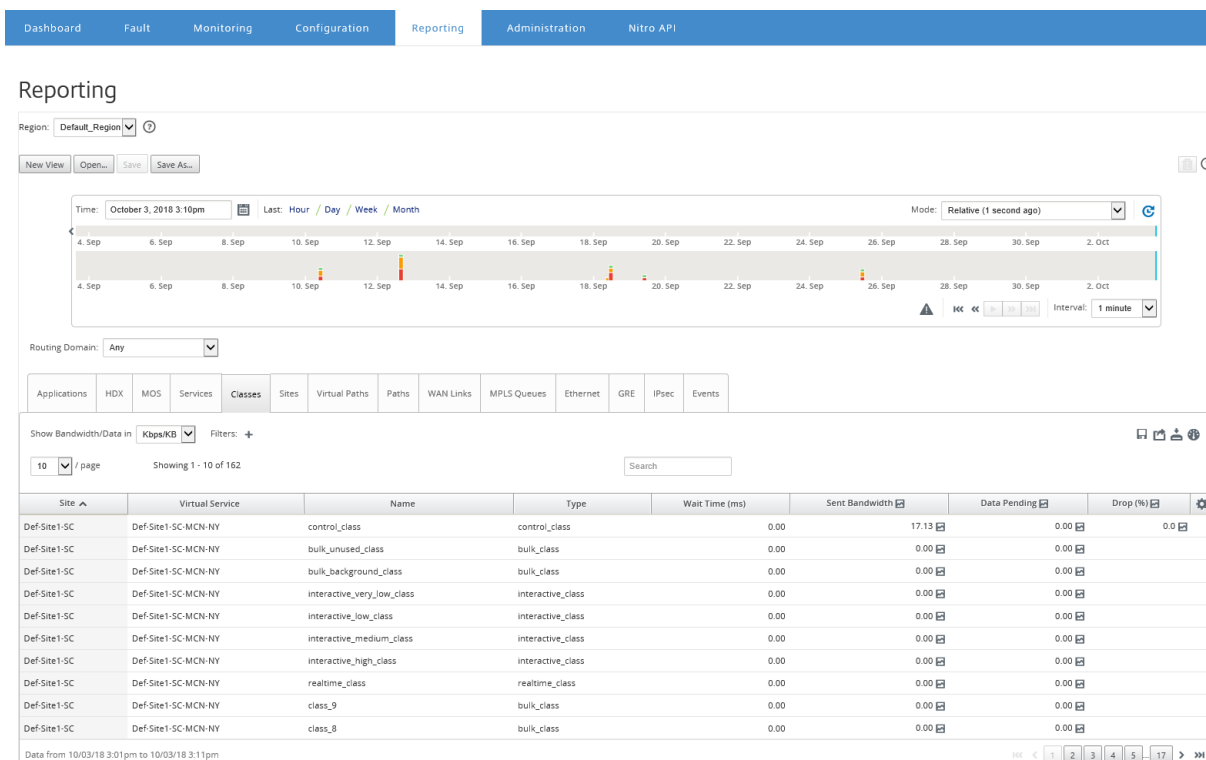 Dashboard Fault Monitoring Configuration Reporting Administration Nitro API
Reporting
Region: Default_Region ?
New View Open... Save Save As...
Time: October 3, 2018 3:10pm Last: Hour / Day / Week / Month Mode: Relative (1 second ago)
4. Sep 6. Sep 8. Sep 10. Sep 12. Sep 14. Sep 16. Sep 18. Sep 20. Sep 22. Sep 24. Sep 26. Sep 28. Sep 30. Sep 2. Oct
4. Sep 6. Sep 8. Sep 10. Sep 12. Sep 14. Sep 16. Sep 18. Sep 20. Sep 22. Sep 24. Sep 26. Sep 28. Sep 30. Sep 2. Oct
Interval: 1 minute
Routing Domain: Any
Applications HDX MOS Services Classes Sites Virtual Paths Paths WAN Links MPLS Queues Ethernet GRE IPsec Events
Show Bandwidth/Data in Kbps/KB Filters: +
10 / page Showing 1 - 10 of 162 Search
Site Virtual Service Name Type Wait Time (ms) Sent Bandwidth Data Pending Drop (%)
Def-Site1-SC Def-Site1-SC-MCN-NY control_class control_class 0.00 17.13 0.00 0.0
Def-Site1-SC Def-Site1-SC-MCN-NY bulk_unused_class bulk_class 0.00 0.00 0.00
Def-Site1-SC Def-Site1-SC-MCN-NY bulk_background_class bulk_class 0.00 0.00 0.00
Def-Site1-SC Def-Site1-SC-MCN-NY interactive_very_low_class interactive_class 0.00 0.00 0.00
Def-Site1-SC Def-Site1-SC-MCN-NY interactive_low_class interactive_class 0.00 0.00 0.00
Def-Site1-SC Def-Site1-SC-MCN-NY interactive_medium_class interactive_class 0.00 0.00 0.00
Def-Site1-SC Def-Site1-SC-MCN-NY interactive_high_class interactive_class 0.00 0.00 0.00
Def-Site1-SC Def-Site1-SC-MCN-NY realtime_class realtime_class 0.00 0.00 0.00
Def-Site1-SC Def-Site1-SC-MCN-NY class_9 bulk_class 0.00 0.00 0.00
Def-Site1-SC Def-Site1-SC-MCN-NY class_8 bulk_class 0.00 0.00 0.00
Data from 10/03/18 3:01pm to 10/03/18 3:11pm 1 2 3 4 5 ... 17